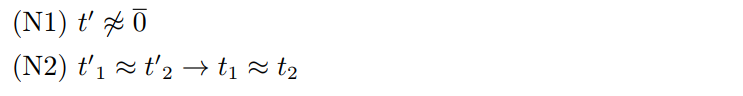 (N1) t′ ≉ 0̅
(N2) t′₁ ≈ t′₂ → t₁ ≈ t₂